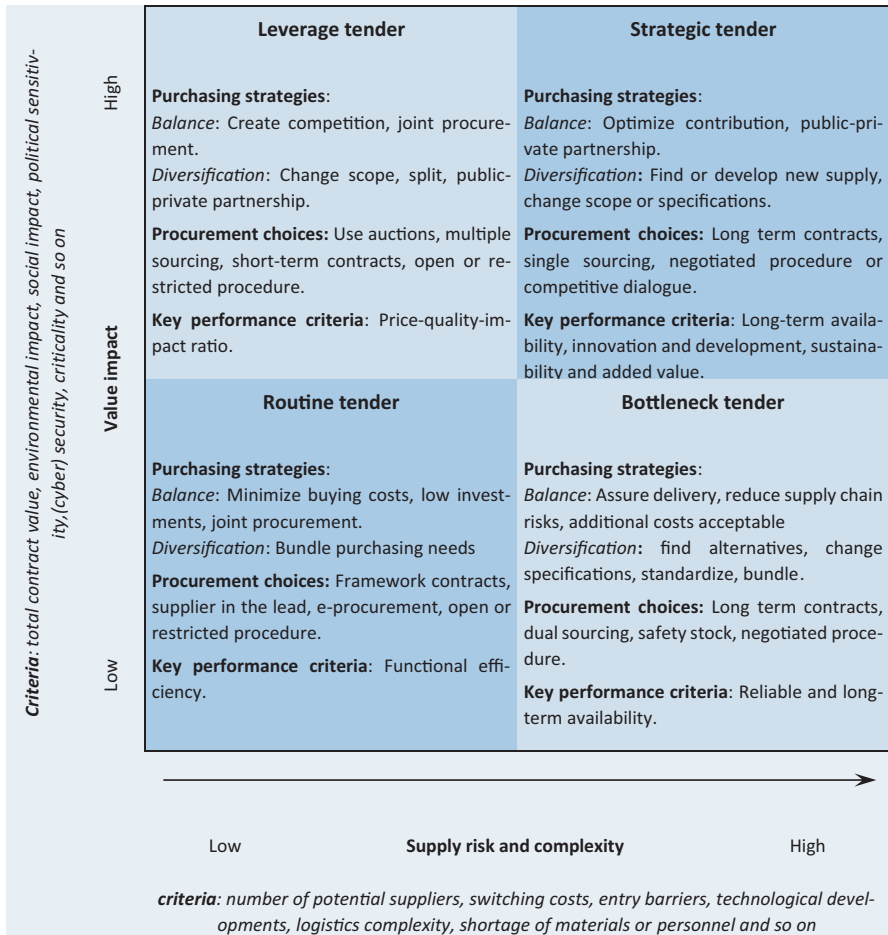 Criteria: total contract value, environmental impact, social impact, political sensitiv-
ity,(cyber) security, criticality and so on
High
Value impact
Low
Leverage tender
Purchasing strategies:
Balance: Create competition, joint procure-
ment.
Diversification: Change scope, split, public-
private partnership.
Procurement choices: Use auctions, multiple
sourcing, short-term contracts, open or re-
stricted procedure.
Key performance criteria: Price-quality-im-
pact ratio.
Strategic tender
Purchasing strategies:
Balance: Optimize contribution, public-pri-
vate partnership.
Diversification: Find or develop new supply,
change scope or specifications.
Procurement choices: Long term contracts,
single sourcing, negotiated procedure or
competitive dialogue.
Key performance criteria: Long-term availa-
bility, innovation and development, sustaina-
bility and added value.
Routine tender
Purchasing strategies:
Balance: Minimize buying costs, low invest-
ments, joint procurement.
Diversification: Bundle purchasing needs
Procurement choices: Framework contracts,
supplier in the lead, e-procurement, open or
restricted procedure.
Key performance criteria: Functional effi-
ciency.
Bottleneck tender
Purchasing strategies:
Balance: Assure delivery, reduce supply chain
risks, additional costs acceptable
Diversification: find alternatives, change
specifications, standardize, bundle.
Procurement choices: Long term contracts,
dual sourcing, safety stock, negotiated proce-
dure.
Key performance criteria: Reliable and long-
term availability.
Low
Supply risk and complexity
High
criteria: number of potential suppliers, switching costs, entry barriers, technological devel-
opments, logistics complexity, shortage of materials or personnel and so on